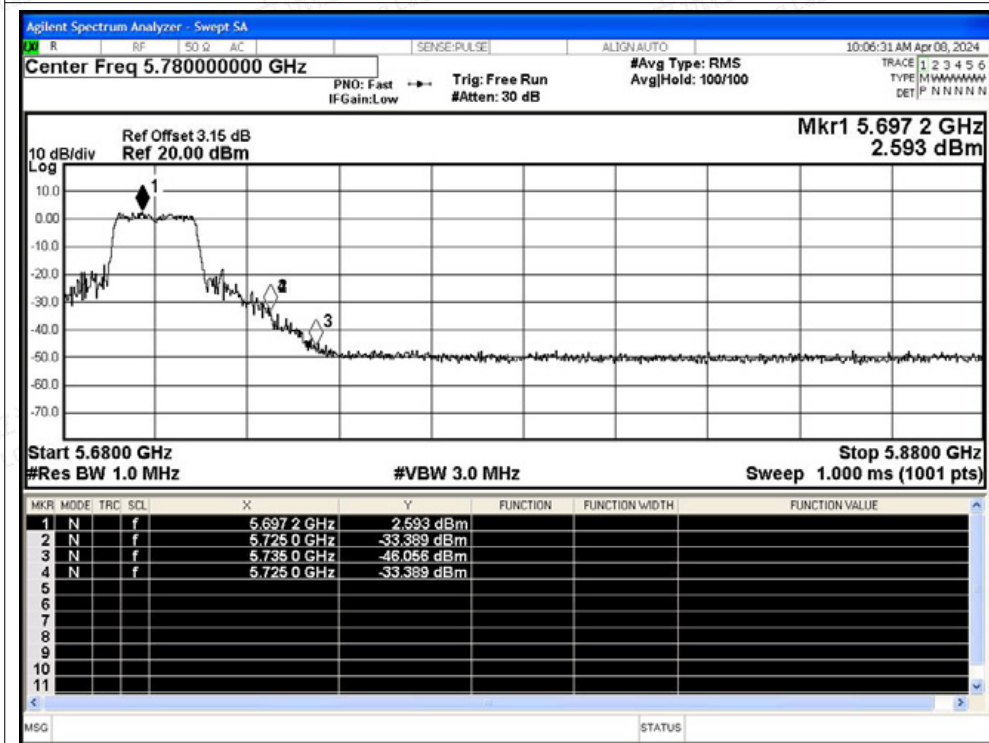 Agilent Spectrum Analyzer - Swept SA
R RF 50 Ω AC SENSE:PULSE ALIGN AUTO 10:06:31 AM Apr 08, 2024
Center Freq 5.780000000 GHz
PNO: Fast
IFGain:Low
Trig: Free Run
#Atten: 30 dB
#Avg Type: RMS
Avg|Hold: 100/100
TRACE 1 2 3 4 5 6
TYPE M WWWWW
DET P N N N N N
Mkr1 5.697 2 GHz
2.593 dBm
Ref Offset 3.15 dB
10 dB/div Ref 20.00 dBm
Log
10.0
0.00
-10.0
-20.0
-30.0
-40.0
-50.0
-60.0
-70.0
1
2
3
Start 5.6800 GHz Stop 5.8800 GHz
#Res BW 1.0 MHz #VBW 3.0 MHz Sweep 1.000 ms (1001 pts)
MKR MODE TRC SCL X Y FUNCTION FUNCTION WIDTH FUNCTION VALUE
1 N f 5.697 2 GHz 2.593 dBm
2 N f 5.725 0 GHz -33.389 dBm
3 N f 5.735 0 GHz -46.056 dBm
4 N f 5.725 0 GHz -33.389 dBm
5
6
7
8
9
10
11
MSG STATUS